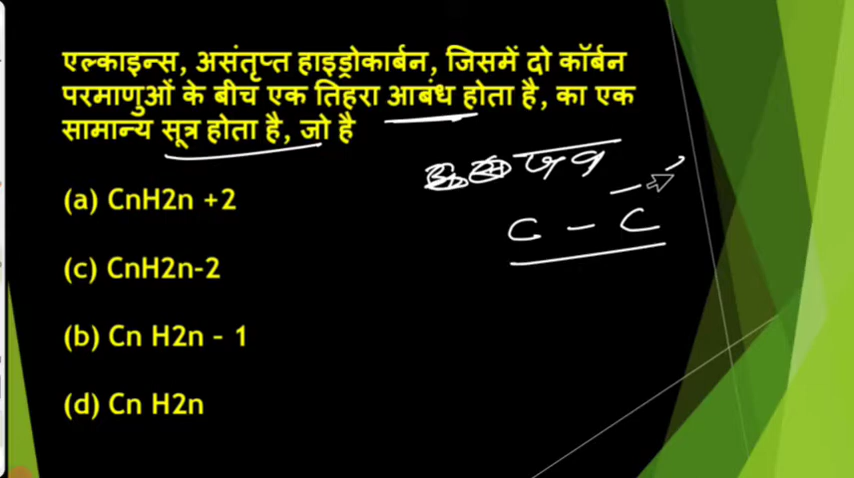 एल्काइन्स, असंतृप्त हाइड्रोकार्बन, जिसमें दो कॉर्बन
परमाणुओं के बीच एक तिहरा आबंध होता है, का एक
सामान्य सूत्र होता है, जो है
(a) CnH2n +2
C - C
(c) CnH2n-2
(b) Cn H2n – 1
(d) Cn H2n